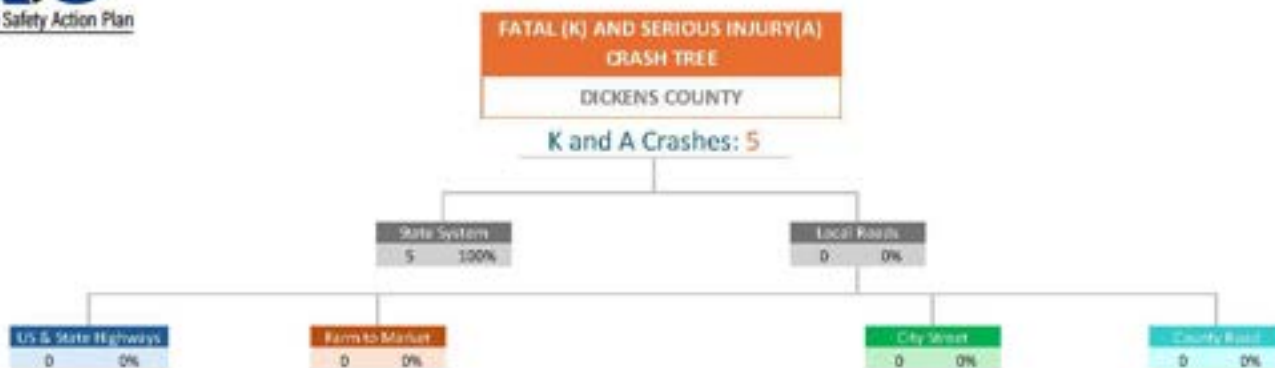 Safety Action Plan
FATAL (K) AND SERIOUS INJURY(A)
CRASH TREE
DICKENS COUNTY
K and A Crashes: 5
State System
5 100%
Local Roads
0 0%
US & State Highways
0 0%
Farm to Market
0 0%
City Street
0 0%
County Road
0 0%